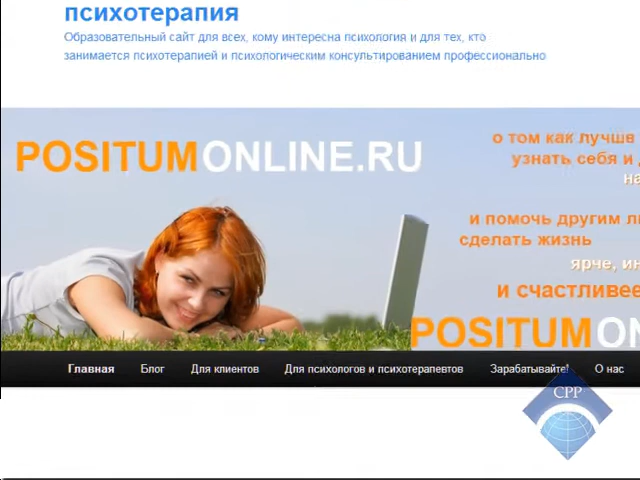 психотерапия
Образовательный сайт для всех, кому интересна психология и для тех, кто
занимается психотерапией и психологическим консультированием профессионально
POSITUMONLINE.RU
о том как лучше
узнать себя и
на
и помочь другим
сделать жизнь
ярче,
и счастливее
POSITUMON
Главная Блог Для клиентов Для психологов и психотерапевтов Зарабатывайте! О нас
CPP